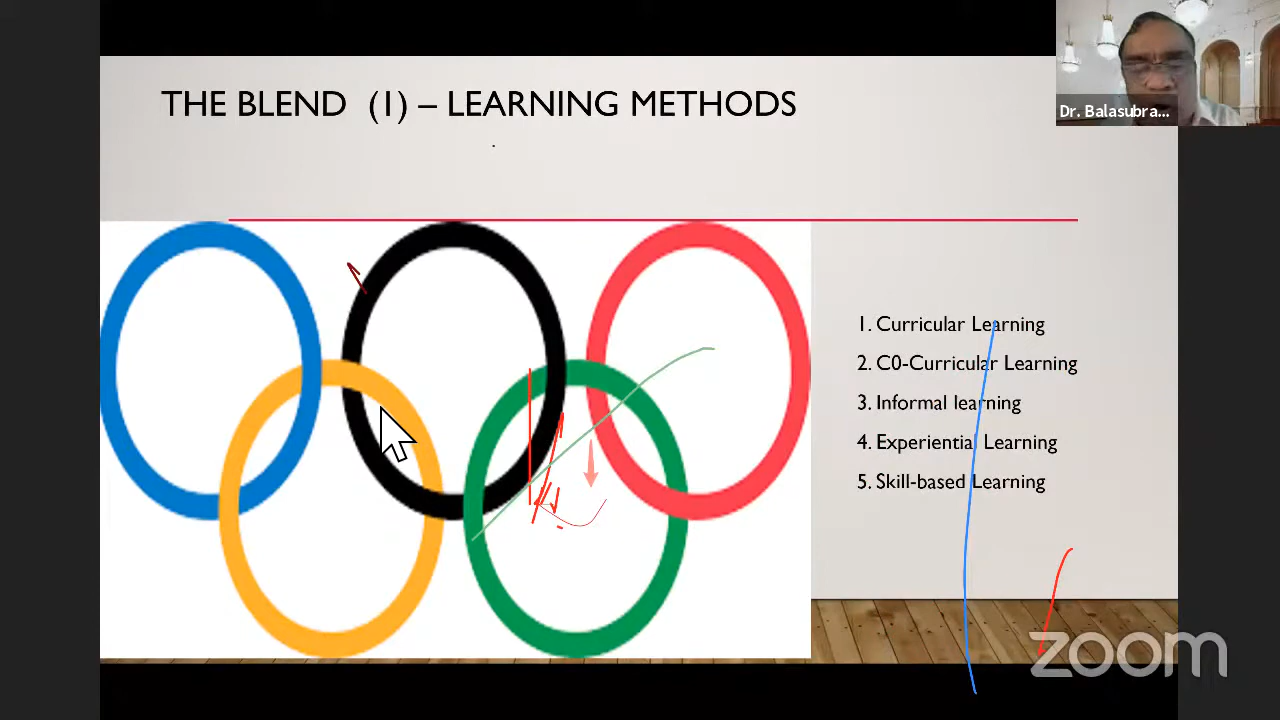 THE BLEND (1) – LEARNING METHODS
Dr. Balasubra...
1. Curricular Learning
2. C0-Curricular Learning
3. Informal learning
4. Experiential Learning
5. Skill-based Learning
zoom